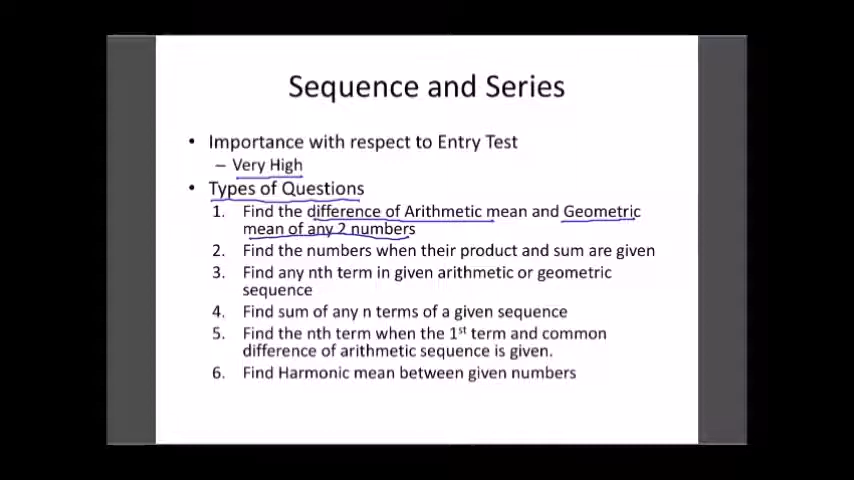 Sequence and Series
• Importance with respect to Entry Test
– Very High
• Types of Questions
1. Find the difference of Arithmetic mean and Geometric
mean of any 2 numbers
2. Find the numbers when their product and sum are given
3. Find any nth term in given arithmetic or geometric
sequence
4. Find sum of any n terms of a given sequence
5. Find the nth term when the 1st term and common
difference of arithmetic sequence is given.
6. Find Harmonic mean between given numbers